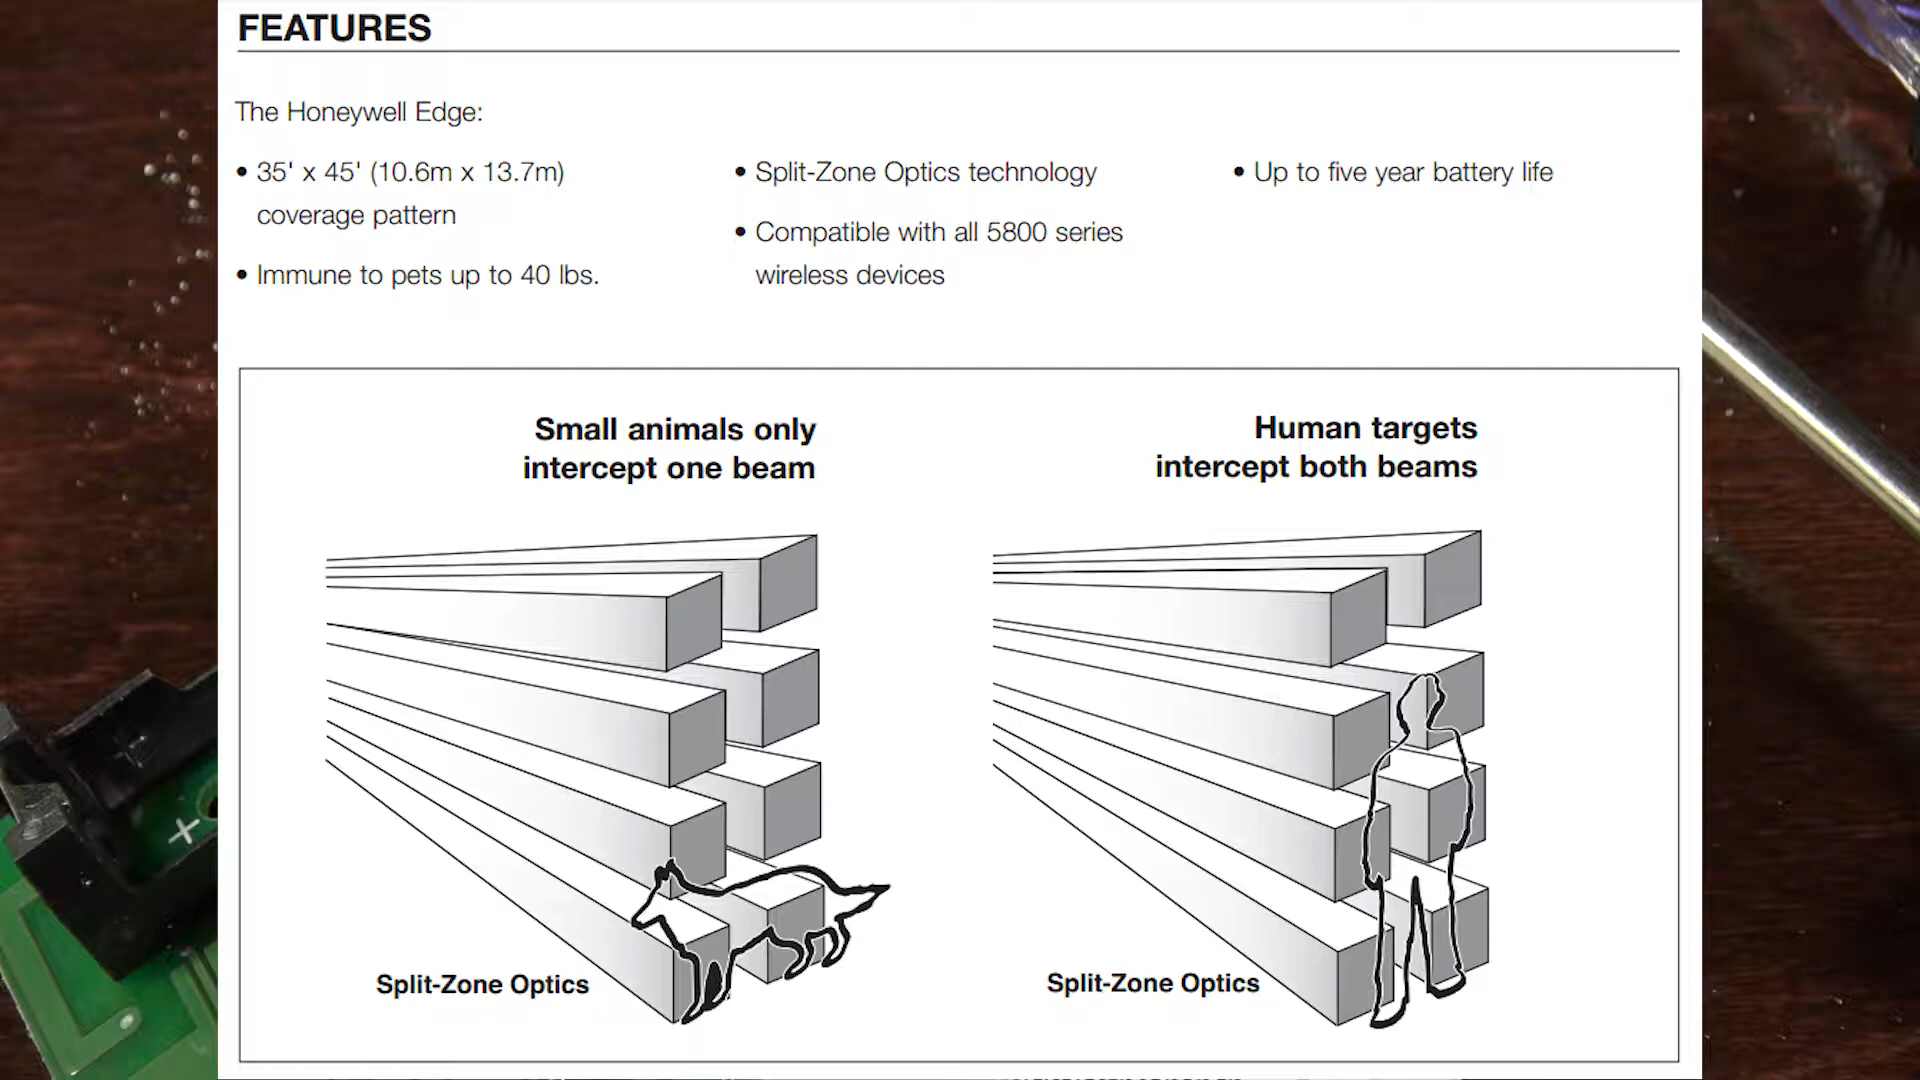 FEATURES
The Honeywell Edge:
• 35' x 45' (10.6m x 13.7m)
coverage pattern
• Immune to pets up to 40 lbs.
• Split-Zone Optics technology
• Compatible with all 5800 series
wireless devices
• Up to five year battery life
Small animals only
intercept one beam
Split-Zone Optics
Human targets
intercept both beams
Split-Zone Optics